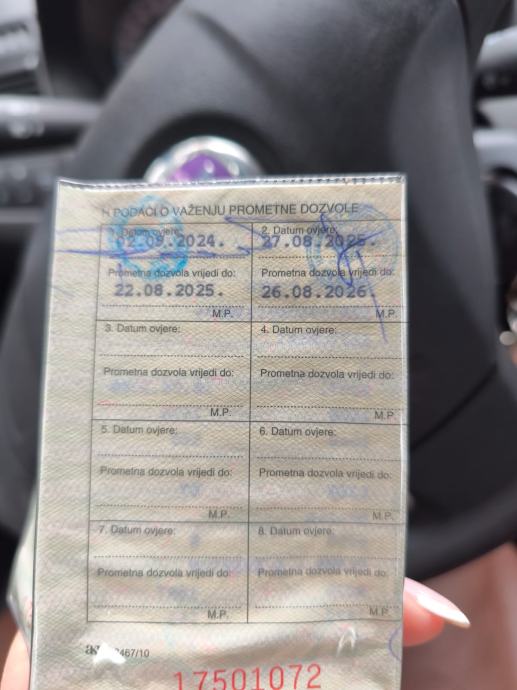 H PODACI O VAŽENJU PROMETNE DOZVOLE
1. Datum ovjere: 2. Datum ovjere:
02.09.2024. 27.08.2025.
Prometna dozvola vrijedi do: Prometna dozvola vrijedi do:
22.08.2025. 26.08.2026.
M.P. M.P.
3. Datum ovjere: 4. Datum ovjere:
Prometna dozvola vrijedi do: Prometna dozvola vrijedi do:
M.P. M.P.
5. Datum ovjere: 6. Datum ovjere:
Prometna dozvola vrijedi do: Prometna dozvola vrijedi do:
M.P. M.P.
7. Datum ovjere: 8. Datum ovjere:
Prometna dozvola vrijedi do: Prometna dozvola vrijedi do:
M.P. M.P.
2467/10
17501072